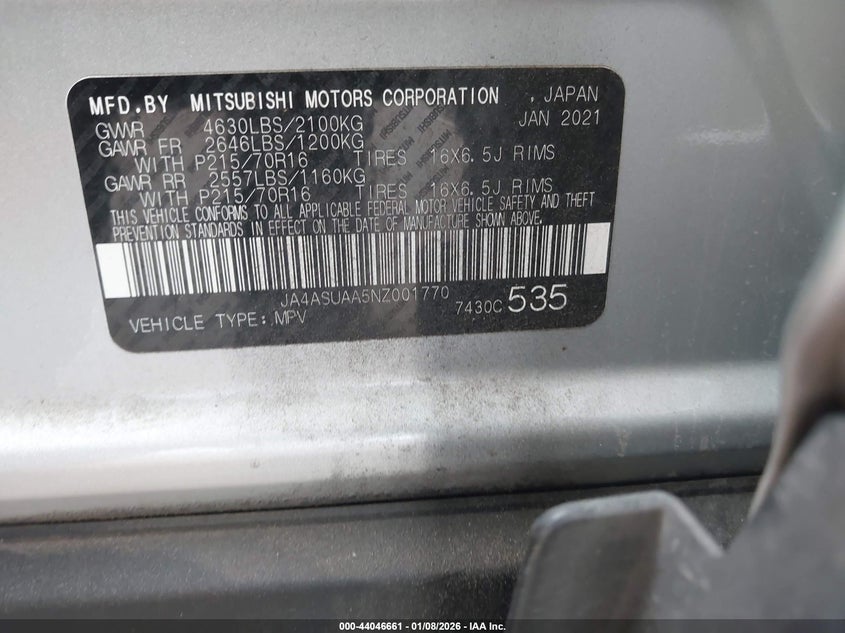 MFD.BY MITSUBISHI MOTORS CORPORATION , JAPAN
GVWR 4630LBS/2100KG JAN 2021
GAWR FR 2646LBS/1200KG
WITH P215/70R16 TIRES 16X6.5J RIMS
GAWR RR 2557LBS/1160KG
WITH P215/70R16 TIRES 16X6.5J RIMS
THIS VEHICLE CONFORMS TO ALL APPLICABLE FEDERAL MOTOR VEHICLE SAFETY AND THEFT
PREVENTION STANDARDS IN EFFECT ON THE DATE OF MANUFACTURE SHOWN ABOVE.
JA4ASUAA5NZ001770
VEHICLE TYPE: MPV 7430C 535
000-44046661 - 01/08/2026 - IAA Inc.